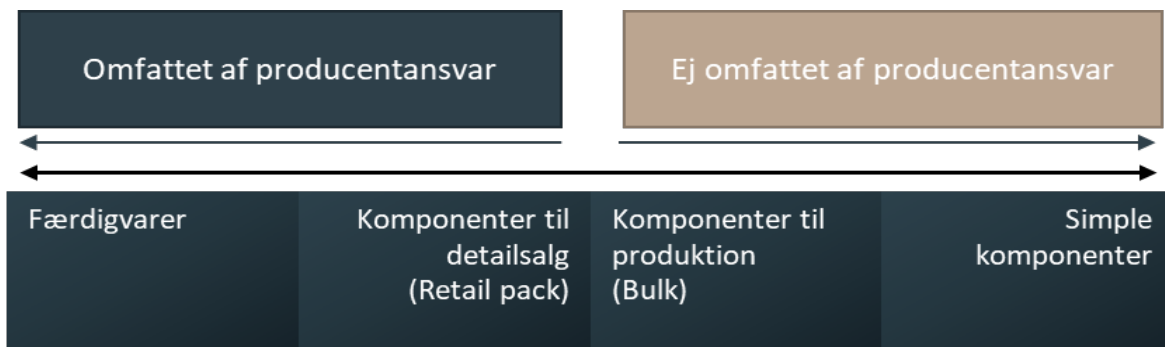 Omfattet af producentansvar
Ej omfattet af producentansvar
Færdigvarer
Komponenter til
detailsalg
(Retail pack)
Komponenter til
produktion
(Bulk)
Simple
komponenter